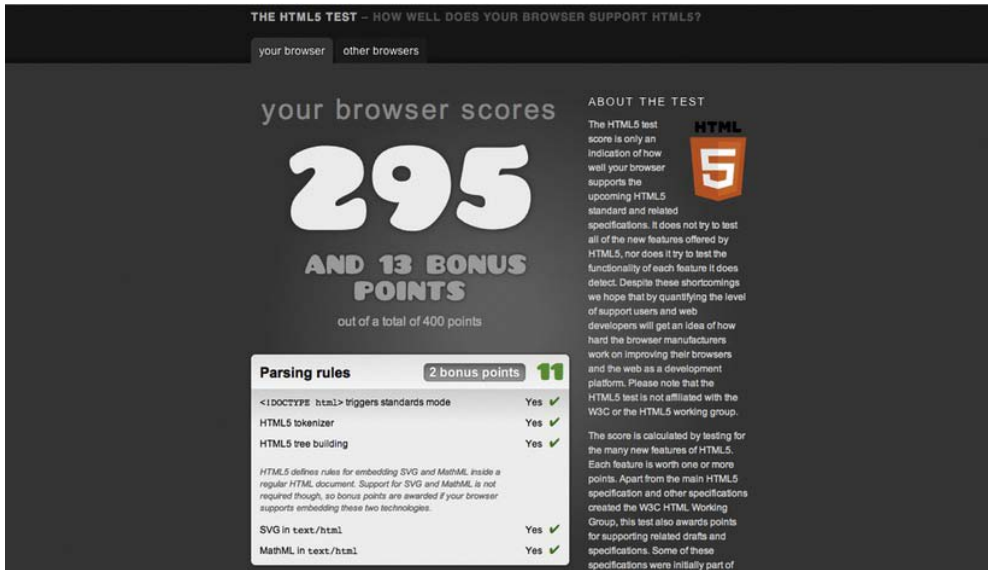 THE HTML5 TEST – HOW WELL DOES YOUR BROWSER SUPPORT HTML5?
your browser
other browsers
your browser scores
295
AND 13 BONUS
POINTS
out of a total of 400 points
Parsing rules
2 bonus points
11
<!DOCTYPE html> triggers standards mode
Yes ✔
HTML5 tokenizer
Yes ✔
HTML5 tree building
Yes ✔
HTML5 defines rules for embedding SVG and MathML inside a
regular HTML document. Support for SVG and MathML is not
required though, so bonus points are awarded if your browser
supports embedding these two technologies.
SVG in text/html
Yes ✔
MathML in text/html
Yes ✔
ABOUT THE TEST
HTML
5
The HTML5 test
score is only an
indication of how
well your browser
supports the
upcoming HTML5
standard and related
specifications. It does not try to test
all of the new features offered by
HTML5, nor does it try to test the
functionality of each feature it does
detect. Despite these shortcomings
we hope that by quantifying the level
of support users and web
developers will get an idea of how
hard the browser manufacturers
work on improving their browsers
and the web as a development
platform. Please note that the
HTML5 test is not affiliated with the
W3C or the HTML5 working group.
The score is calculated by testing for
the many new features of HTML5.
Each feature is worth one or more
points. Apart from the main HTML5
specification and other specifications
created the W3C HTML Working
Group, this test also awards points
for supporting related drafts and
specifications. Some of these
specifications were initially part of